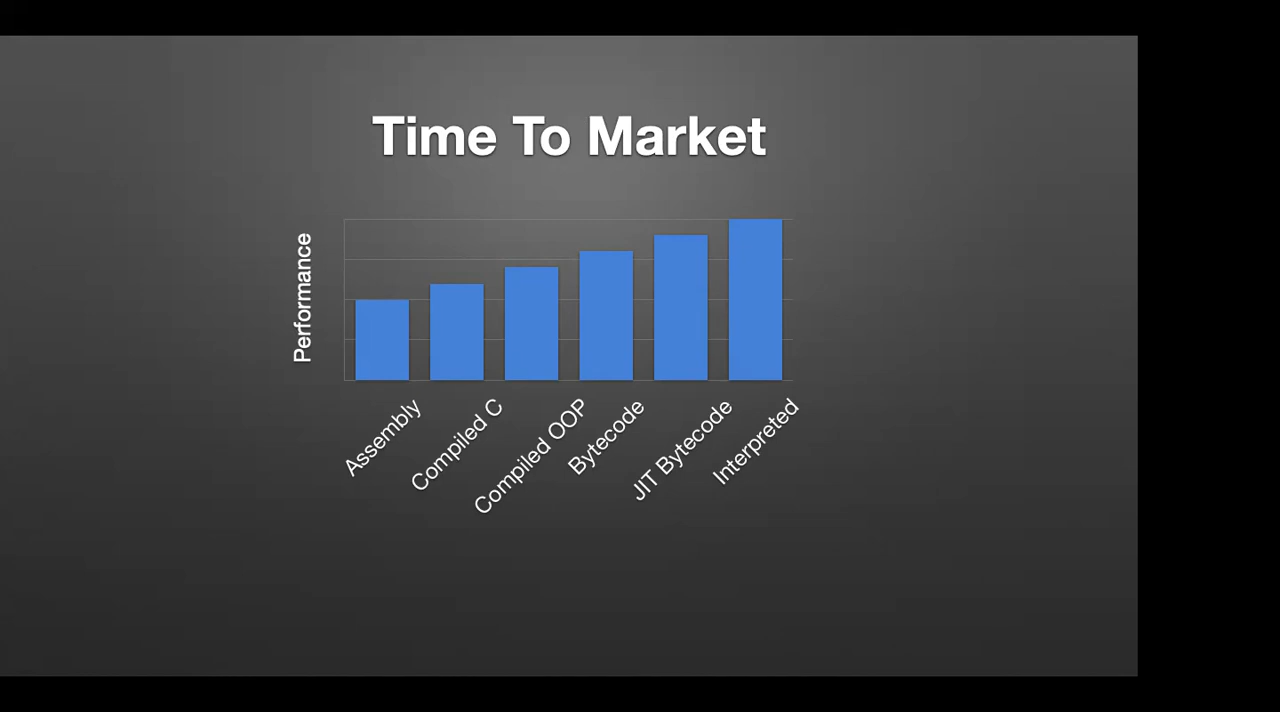 Time To Market
Performance
Assembly
Compiled C
Compiled OOP
Bytecode
JIT Bytecode
Interpreted